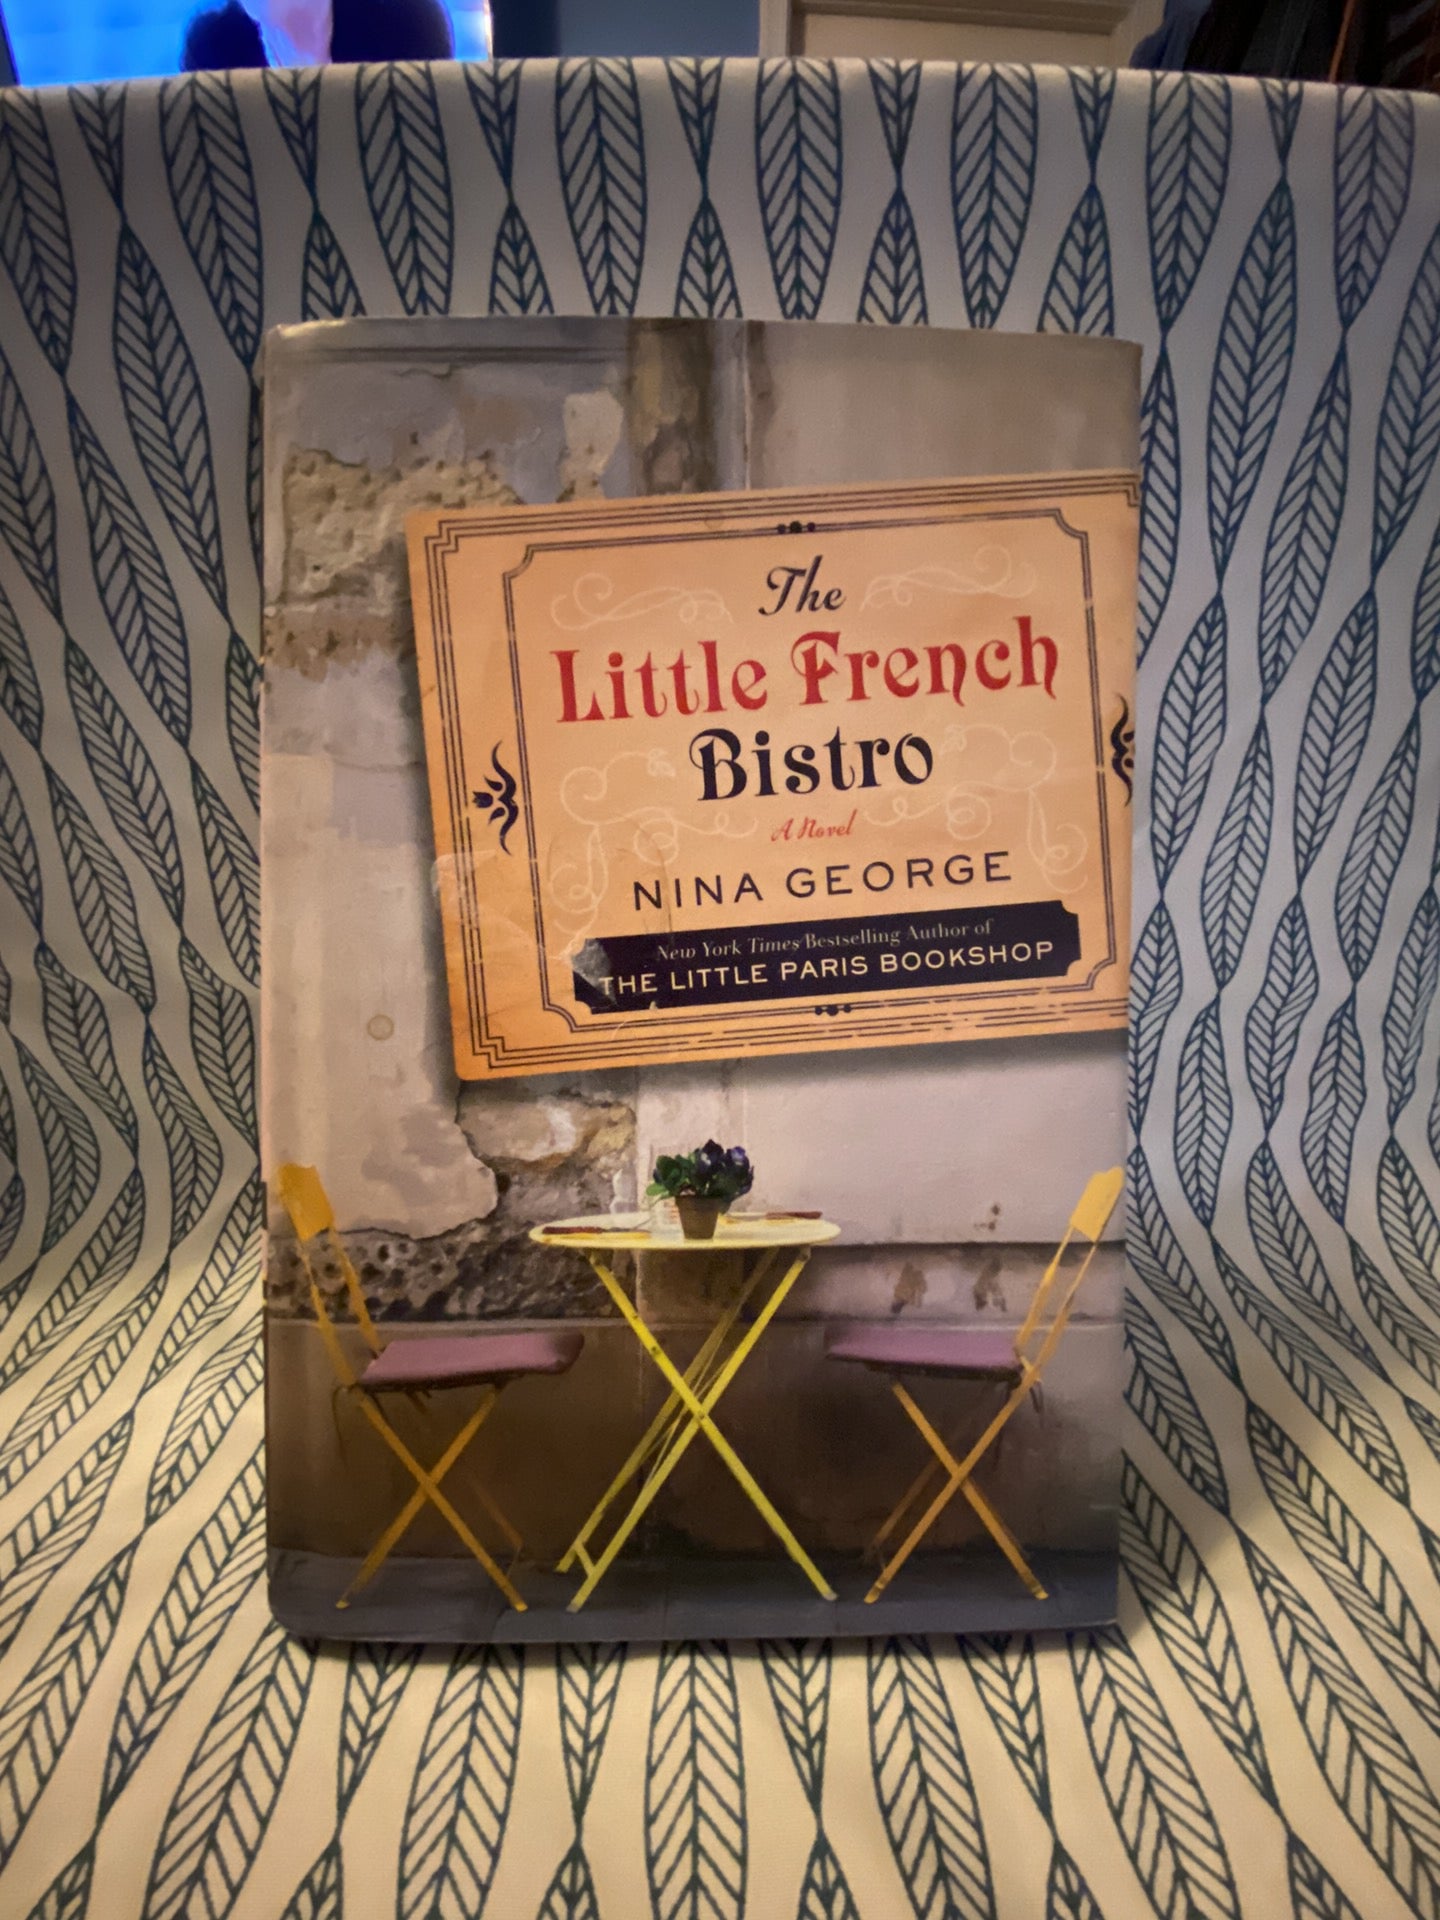 The
Little French
Bistro
A Novel
NINA GEORGE
New York Times Bestselling Author of
THE LITTLE PARIS BOOKSHOP